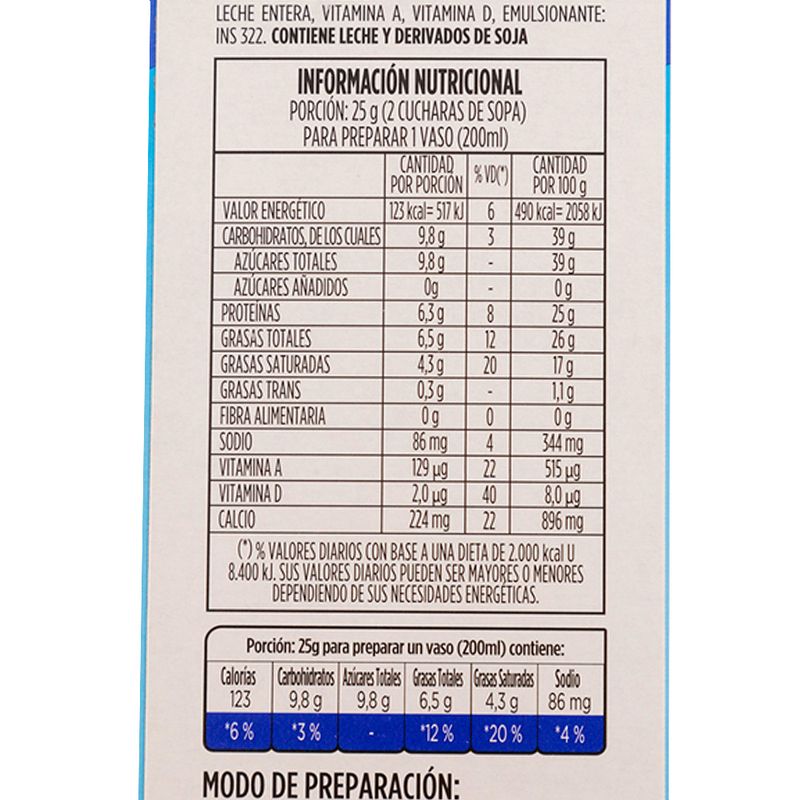 LECHE ENTERA, VITAMINA A, VITAMINA D, EMULSIONANTE:
INS 322. CONTIENE LECHE Y DERIVADOS DE SOJA
INFORMACIÓN NUTRICIONAL
PORCIÓN: 25 g (2 CUCHARAS DE SOPA)
PARA PREPARAR 1 VASO (200ml)
CANTIDAD POR PORCIÓN % VD(*) CANTIDAD POR 100 g
VALOR ENERGÉTICO 123 kcal= 517 kJ 6 490 kcal= 2058 kJ
CARBOHIDRATOS, DE LOS CUALES 9,8 g 3 39 g
AZÚCARES TOTALES 9,8 g - 39 g
AZÚCARES AÑADIDOS 0g - 0 g
PROTEÍNAS 6,3 g 8 25 g
GRASAS TOTALES 6,5 g 12 26 g
GRASAS SATURADAS 4,3 g 20 17 g
GRASAS TRANS 0,3 g - 1,1 g
FIBRA ALIMENTARIA 0 g 0 0 g
SODIO 86 mg 4 344 mg
VITAMINA A 129 µg 22 515 µg
VITAMINA D 2,0 µg 40 8,0 µg
CALCIO 224 mg 22 896 mg
(*) % VALORES DIARIOS CON BASE A UNA DIETA DE 2.000 kcal U
8.400 kJ. SUS VALORES DIARIOS PUEDEN SER MAYORES O MENORES
DEPENDIENDO DE SUS NECESIDADES ENERGÉTICAS.
Porción: 25g para preparar un vaso (200ml) contiene:
Calorías Carbohidratos Azúcares Totales Grasas Totales Grasas Saturadas Sodio
123 9,8 g 9,8 g 6,5 g 4,3 g 86 mg
*6 % *3 % - *12 % *20 % *4 %
MODO DE PREPARACIÓN: